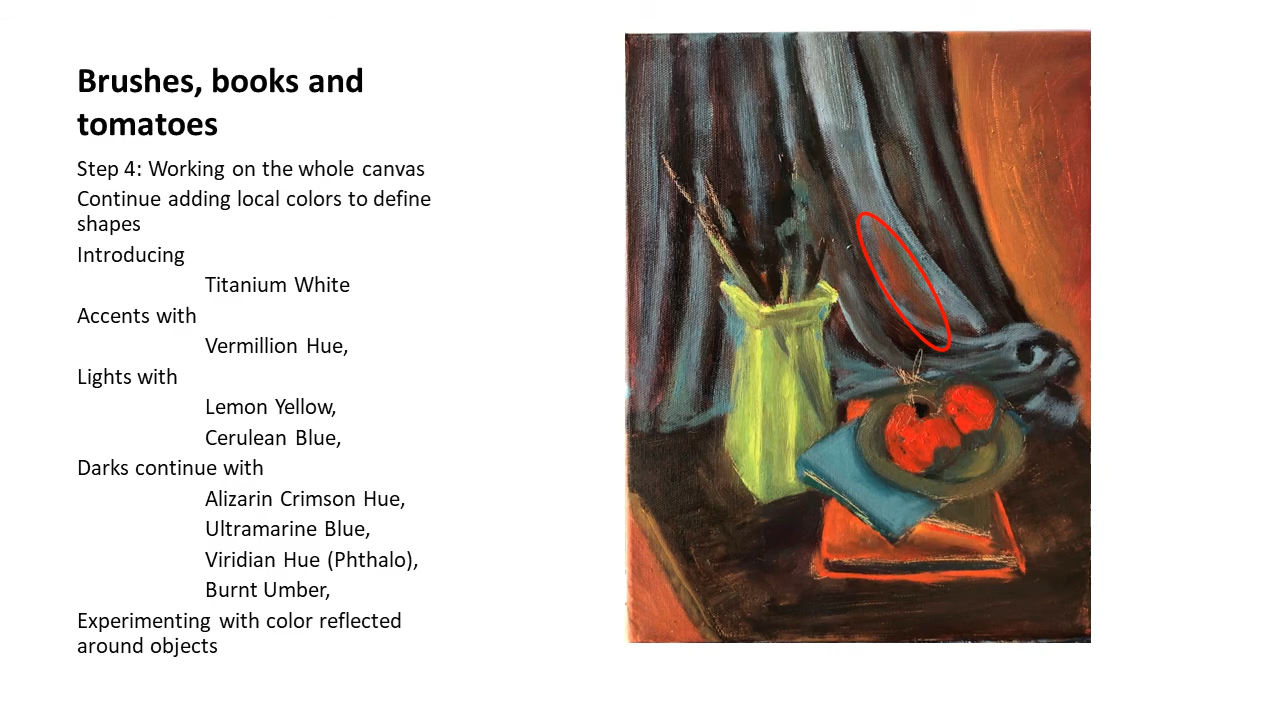 Brushes, books and
tomatoes
Step 4: Working on the whole canvas
Continue adding local colors to define
shapes
Introducing
Titanium White
Accents with
Vermillion Hue,
Lights with
Lemon Yellow,
Cerulean Blue,
Darks continue with
Alizarin Crimson Hue,
Ultramarine Blue,
Viridian Hue (Phthalo),
Burnt Umber,
Experimenting with color reflected
around objects